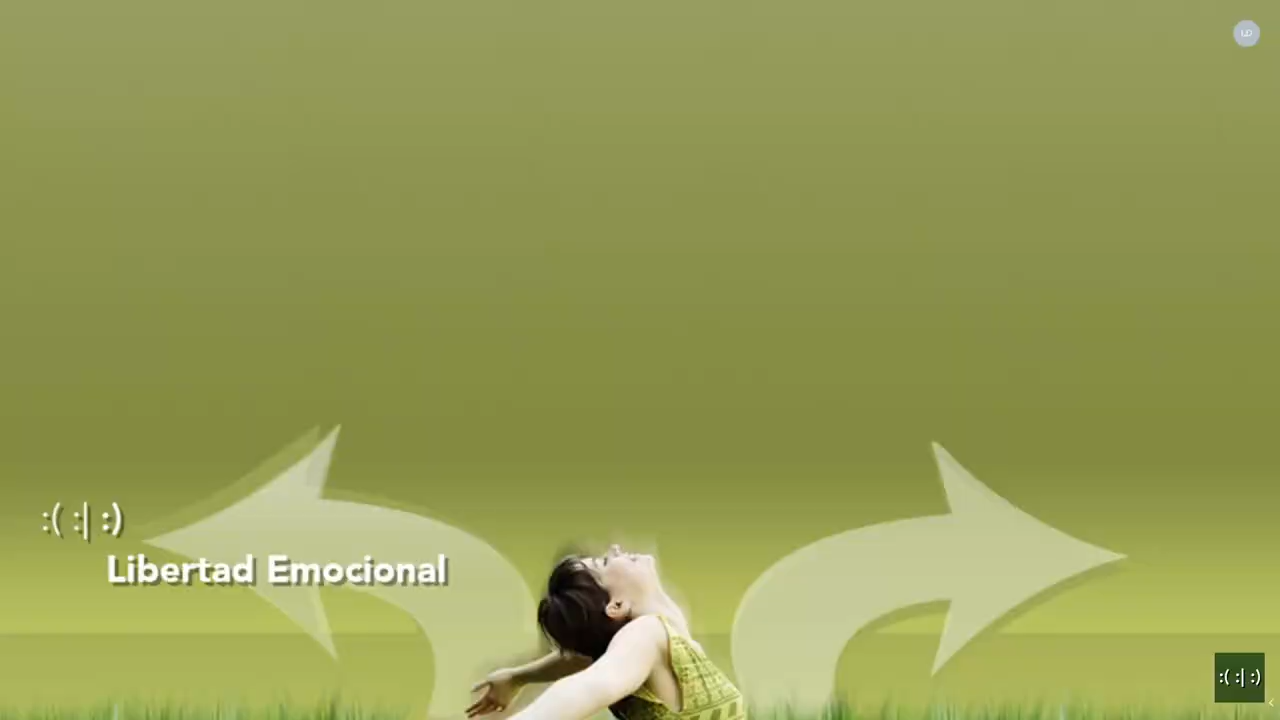 :( :| :)
Libertad Emocional
:( :| :)